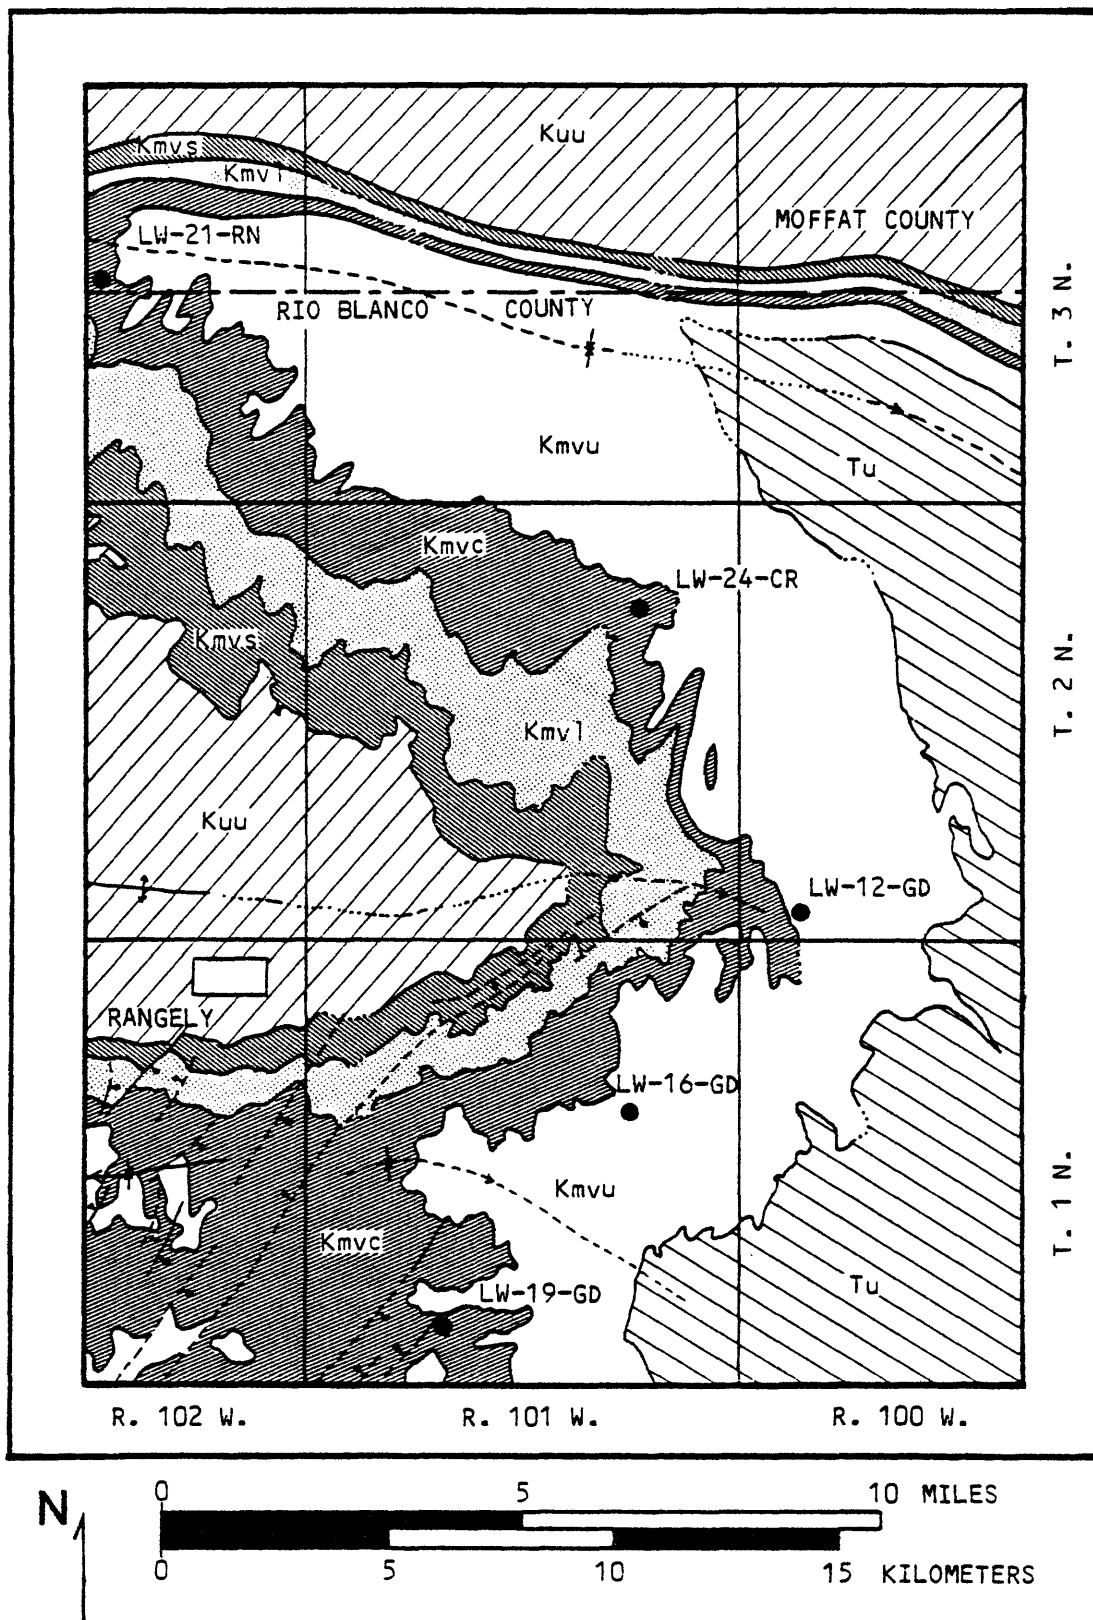 Kuu
Kmvs
Kmvl
MOFFAT COUNTY
LW-21-RN
RIO BLANCO COUNTY
T. 3 N.
Kmvu
Tu
Kmvc
LW-24-CR
Kmvs
T. 2 N.
Kmvl
Kuu
LW-12-GD
RANGELY
LW-16-GD
Kmvu
T. 1 N.
Kmvc
LW-19-GD
Tu
R. 102 W. R. 101 W. R. 100 W.
N
0 5 10 MILES
0 5 10 15 KILOMETERS